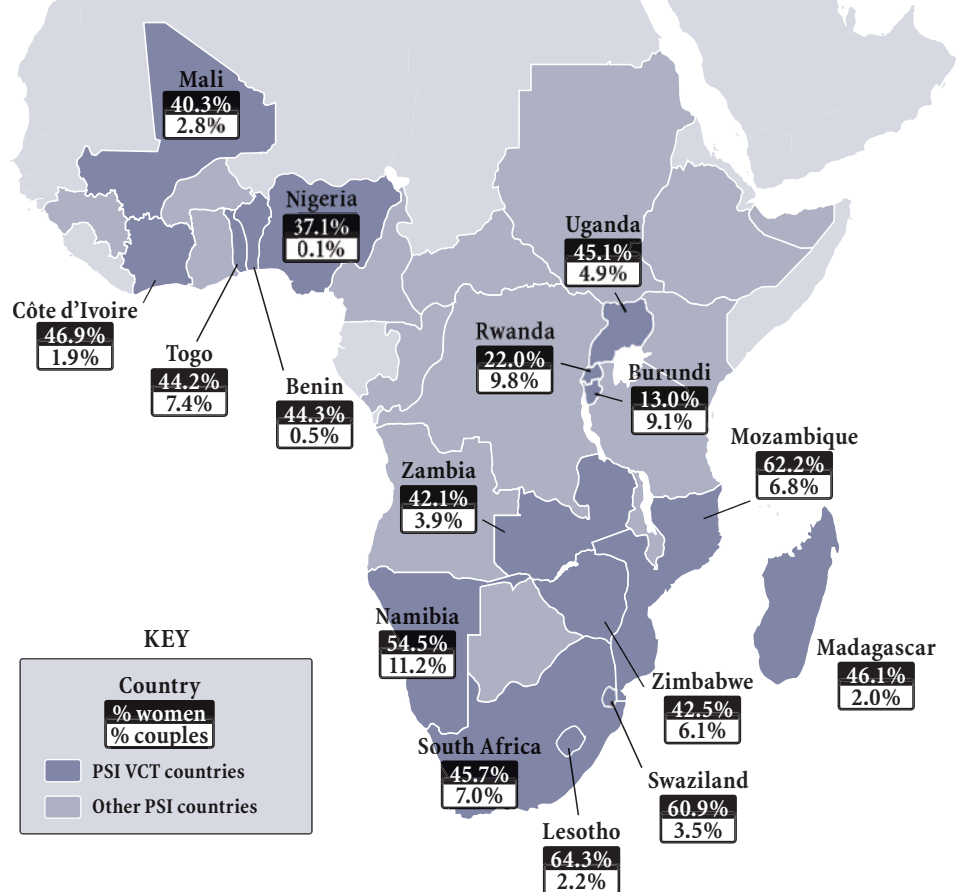 Mali
40.3%
2.8%
Nigeria
37.1%
0.1%
Uganda
45.1%
4.9%
Côte d'Ivoire
46.9%
1.9%
Togo
44.2%
7.4%
Benin
44.3%
0.5%
Rwanda
22.0%
9.8%
Burundi
13.0%
9.1%
Mozambique
62.2%
6.8%
Zambia
42.1%
3.9%
Namibia
54.5%
11.2%
Madagascar
46.1%
2.0%
Zimbabwe
42.5%
6.1%
South Africa
45.7%
7.0%
Swaziland
60.9%
3.5%
Lesotho
64.3%
2.2%
KEY
Country
% women
% couples
PSI VCT countries
Other PSI countries